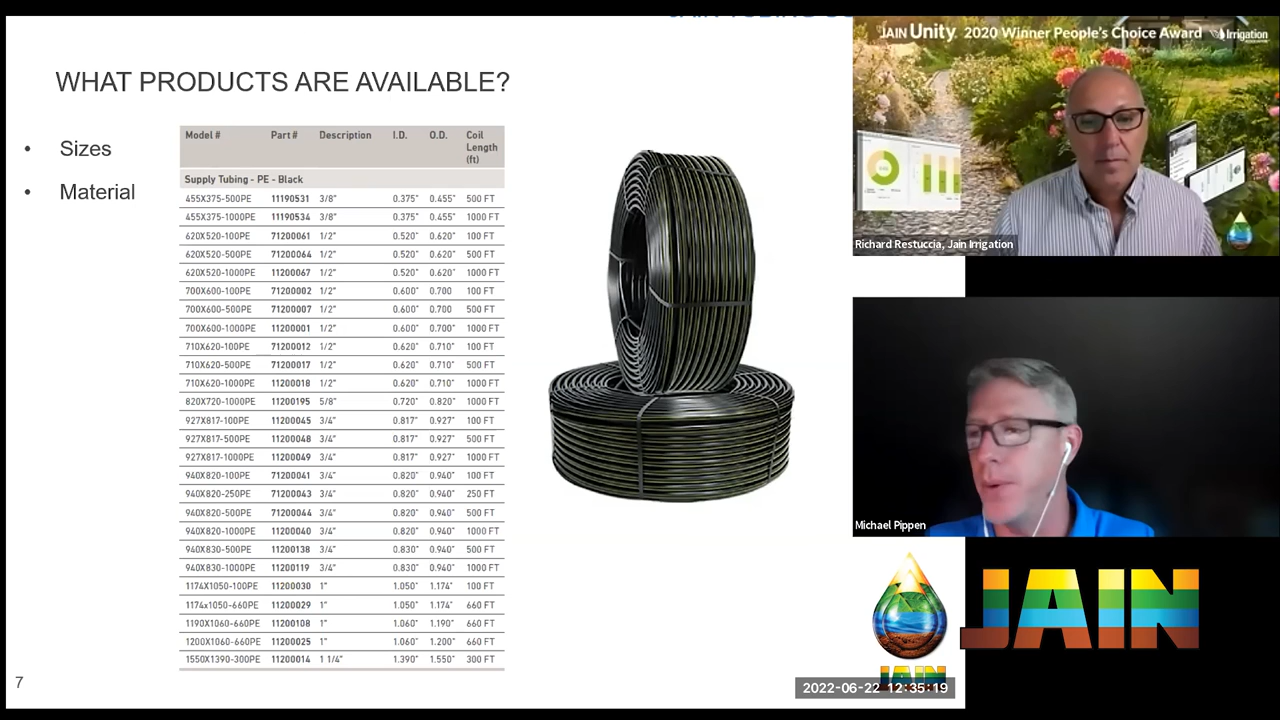 WHAT PRODUCTS ARE AVAILABLE?
• Sizes
• Material
Model # Part # Description I.D. O.D. Coil Length (ft)
Supply Tubing - PE - Black
455X375-500PE 11190531 3/8" 0.375" 0.455" 500 FT
455X375-1000PE 11190534 3/8" 0.375" 0.455" 1000 FT
620X520-100PE 71200061 1/2" 0.520" 0.620" 100 FT
620X520-500PE 71200064 1/2" 0.520" 0.620" 500 FT
620X520-1000PE 11200067 1/2" 0.520" 0.620" 1000 FT
700X600-100PE 71200002 1/2" 0.600" 0.700 100 FT
700X600-500PE 71200007 1/2" 0.600" 0.700 500 FT
700X600-1000PE 11200001 1/2" 0.600" 0.700" 1000 FT
710X620-100PE 71200012 1/2" 0.620" 0.710" 100 FT
710X620-500PE 71200017 1/2" 0.620" 0.710" 500 FT
710X620-1000PE 11200018 1/2" 0.620" 0.710" 1000 FT
820X720-1000PE 11200195 5/8" 0.720" 0.820" 1000 FT
927X817-100PE 11200045 3/4" 0.817" 0.927" 100 FT
927X817-500PE 11200048 3/4" 0.817" 0.927" 500 FT
927X817-1000PE 11200049 3/4" 0.817" 0.927" 1000 FT
940X820-100PE 71200041 3/4" 0.820" 0.940" 100 FT
940X820-250PE 71200043 3/4" 0.820" 0.940" 250 FT
940X820-500PE 71200044 3/4" 0.820" 0.940" 500 FT
940X820-1000PE 11200040 3/4" 0.820" 0.940" 1000 FT
940X830-500PE 11200138 3/4" 0.830" 0.940" 500 FT
940X830-1000PE 11200119 3/4" 0.830" 0.940" 1000 FT
1174X1050-100PE 11200030 1" 1.050" 1.174" 100 FT
1174x1050-660PE 11200029 1" 1.050" 1.174" 660 FT
1190X1060-660PE 11200108 1" 1.060" 1.190" 660 FT
1200X1060-660PE 11200025 1" 1.060" 1.200" 660 FT
1550X1390-300PE 11200014 1 1/4" 1.390" 1.550" 300 FT
7
JAIN Unity. 2020 Winner People's Choice Award Irrigation
Richard Restuccia, Jain Irrigation
Michael Pippen
JAIN
JAIN
2022-06-22 12:35:19